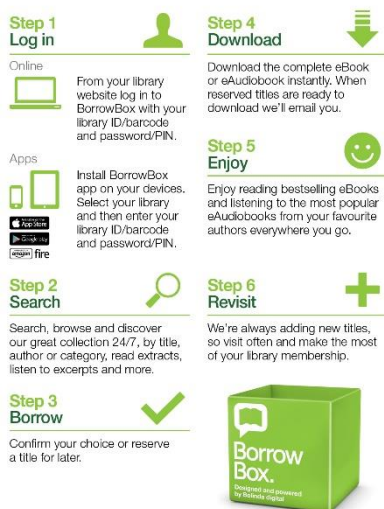 Step 1
Log in
Online
From your library
website log in to
BorrowBox with your
library ID/barcode
and password/PIN.
Apps
Install BorrowBox
app on your devices.
Select your library
and then enter your
library ID/barcode
and password/PIN.
App Store
Google play
amazon fire
Step 2
Search
Search, browse and discover
our great collection 24/7, by title,
author or category, read extracts,
listen to excerpts and more.
Step 3
Borrow
Confirm your choice or reserve
a title for later.
Step 4
Download
Download the complete eBook
or eAudiobook instantly. When
reserved titles are ready to
download we'll email you.
Step 5
Enjoy
Enjoy reading bestselling eBooks
and listening to the most popular
eAudiobooks from your favourite
authors everywhere you go.
Step 6
Revisit
We're always adding new titles,
so visit often and make the most
of your library membership.
Borrow
Box.
Designed and powered
by Bolinda digital